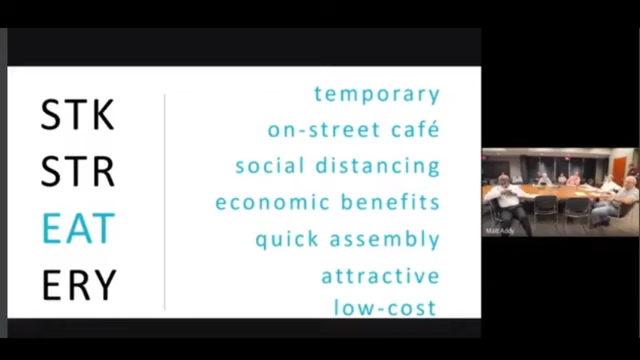 STK
STR
EAT
ERY
temporary
on-street café
social distancing
economic benefits
quick assembly
attractive
low-cost
Matt Addy